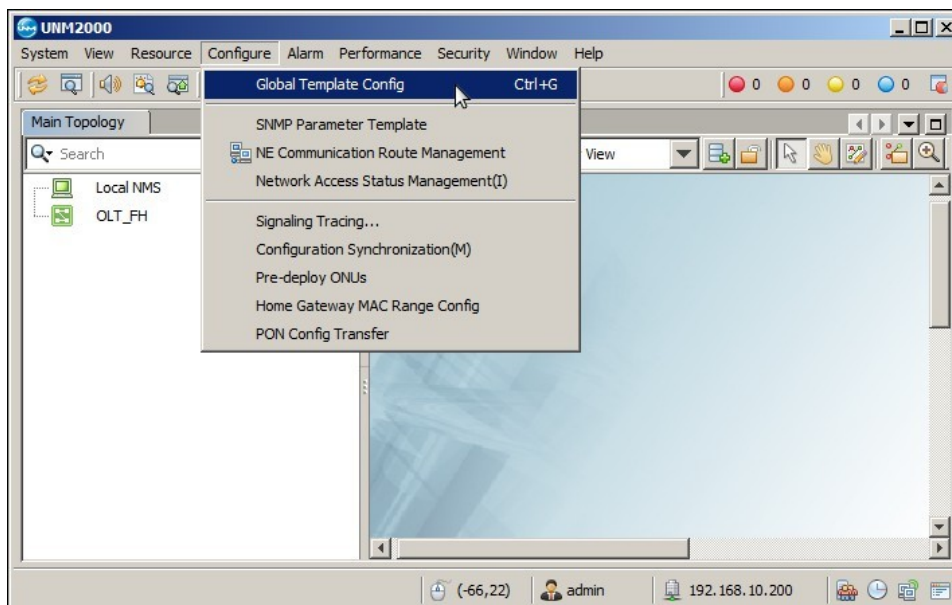 UNM2000
System View Resource Configure Alarm Performance Security Window Help
Global Template Config Ctrl+G
0 0 0 0
Main Topology
SNMP Parameter Template
Search
NE Communication Route Management
View
Network Access Status Management(I)
Local NMS
OLT_FH
Signaling Tracing...
Configuration Synchronization(M)
Pre-deploy ONUs
Home Gateway MAC Range Config
PON Config Transfer
(-66,22) admin 192.168.10.200